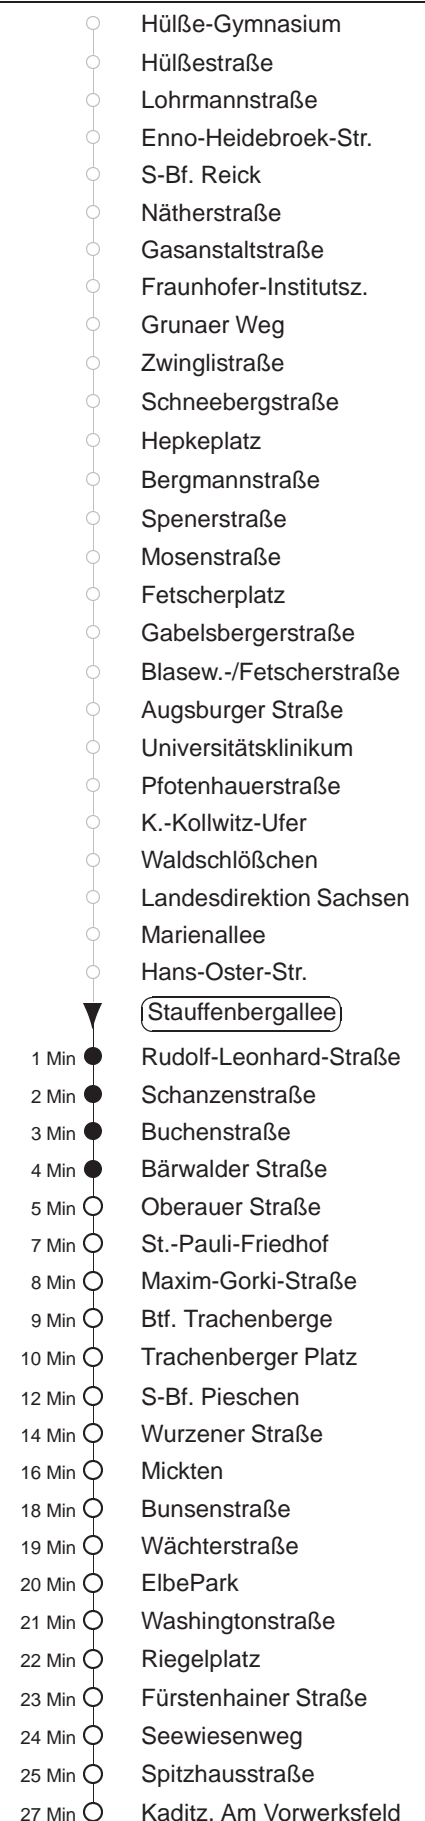 Hülße-Gymnasium
Hülßestraße
Lohrmannstraße
Enno-Heidebroek-Str.
S-Bf. Reick
Nätherstraße
Gasanstaltstraße
Fraunhofer-Institutsz.
Grunaer Weg
Zwinglistraße
Schneebergstraße
Hepkeplatz
Bergmannstraße
Spenerstraße
Mosenstraße
Fetscherplatz
Gabelsbergerstraße
Blasew.-/Fetscherstraße
Augsburger Straße
Universitätsklinikum
Pfotenhauerstraße
K.-Kollwitz-Ufer
Waldschlößchen
Landesdirektion Sachsen
Marienallee
Hans-Oster-Str.
Stauffenbergallee
1 Min Rudolf-Leonhard-Straße
2 Min Schanzenstraße
3 Min Buchenstraße
4 Min Bärwalder Straße
5 Min Oberauer Straße
7 Min St.-Pauli-Friedhof
8 Min Maxim-Gorki-Straße
9 Min Btf. Trachenberge
10 Min Trachenberger Platz
12 Min S-Bf. Pieschen
14 Min Wurzener Straße
16 Min Mickten
18 Min Bunsenstraße
19 Min Wächterstraße
20 Min ElbePark
21 Min Washingtonstraße
22 Min Riegelplatz
23 Min Fürstenhainer Straße
24 Min Seewiesenweg
25 Min Spitzhausstraße
27 Min Kaditz, Am Vorwerksfeld